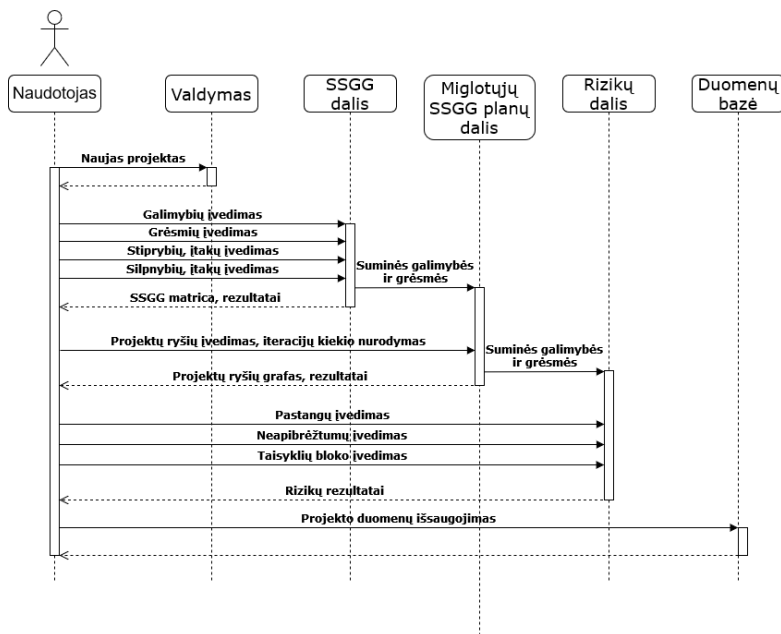 Naudotojas
Valdymas
SSGG
dalis
Miglotųjų
SSGG planų
dalis
Rizikų
dalis
Duomenų
bazė
Naujas projektas
Galimybių įvedimas
Grėsmių įvedimas
Stiprybių, įtakų įvedimas
Silpnybių, įtakų įvedimas
Suminės galimybės
ir grėsmės
SSGG matrica, rezultatai
Projektų ryšių įvedimas, iteracijų kiekio nurodymas
Suminės galimybės
ir grėsmės
Projektų ryšių grafas, rezultatai
Pastangų įvedimas
Neapibrėžtumų įvedimas
Taisyklių bloko įvedimas
Rizikų rezultatai
Projekto duomenų išsaugojimas